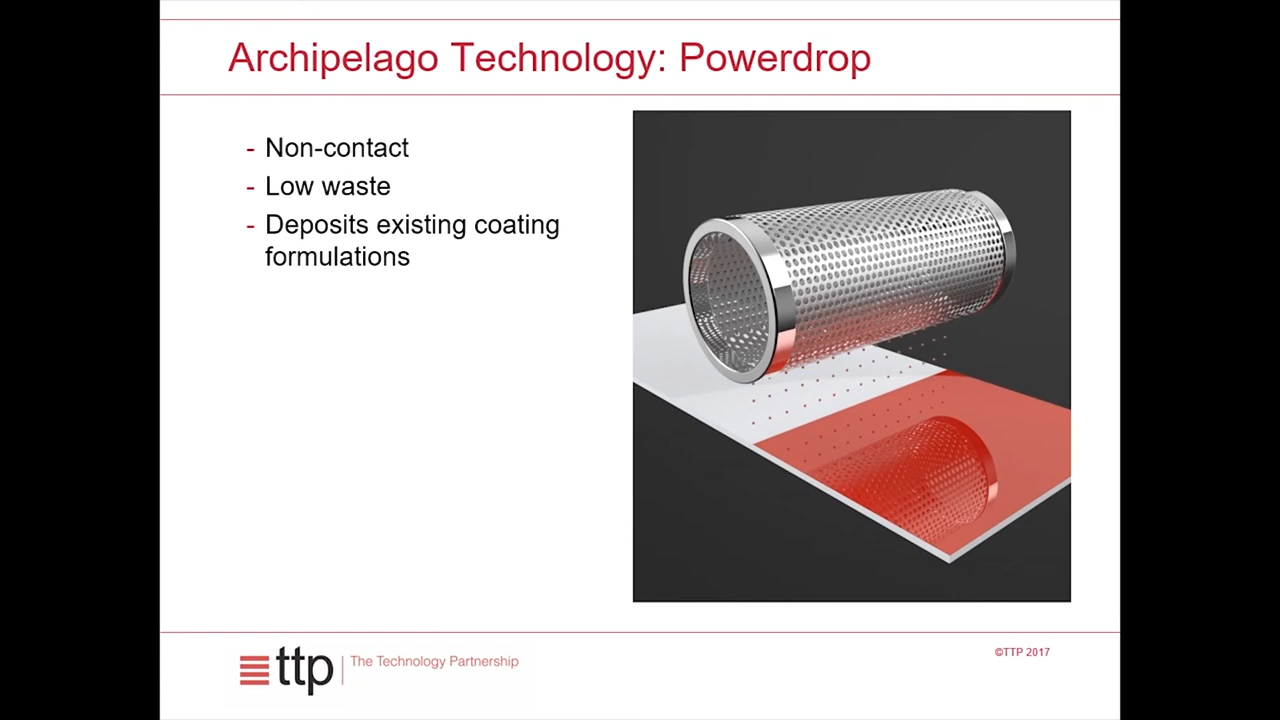 Archipelago Technology: Powerdrop
- Non-contact
- Low waste
- Deposits existing coating
formulations
ttp | The Technology Partnership
©TTP 2017